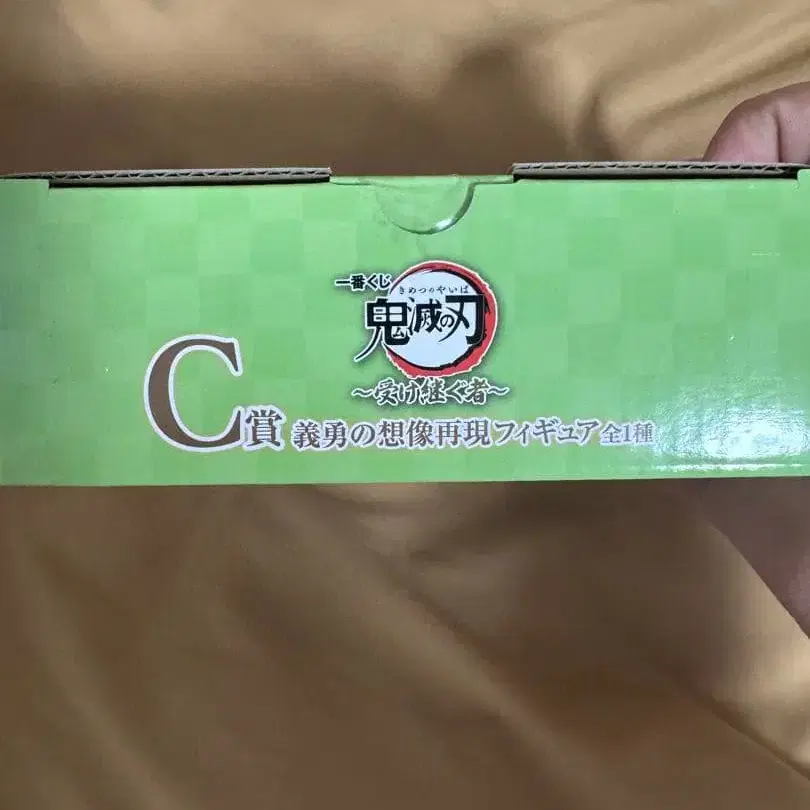 一番くじ
きめつのやいば
鬼滅の刃
～受け継ぐ者～
C賞 義勇の想像再現フィギュア 全1種